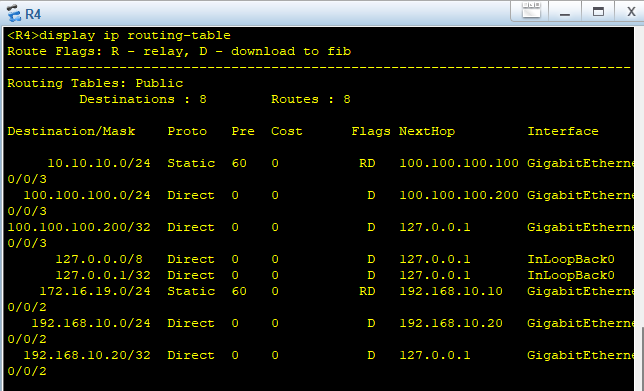 R4
<R4>display ip routing-table
Route Flags: R - relay, D - download to fib
------------------------------------------------------------------------------
Routing Tables: Public
         Destinations : 8        Routes : 8
Destination/Mask    Proto   Pre  Cost      Flags NextHop         Interface
     10.10.10.0/24  Static  60   0          RD   100.100.100.100 GigabitEtherne
0/0/3
  100.100.100.0/24  Direct  0    0           D   100.100.100.200 GigabitEtherne
0/0/3
100.100.100.200/32  Direct  0    0           D   127.0.0.1       GigabitEtherne
0/0/3
      127.0.0.0/8   Direct  0    0           D   127.0.0.1       InLoopBack0
      127.0.0.1/32  Direct  0    0           D   127.0.0.1       InLoopBack0
    172.16.19.0/24  Static  60   0          RD   192.168.10.10   GigabitEtherne
0/0/2
   192.168.10.0/24  Direct  0    0           D   192.168.10.20   GigabitEtherne
0/0/2
  192.168.10.20/32  Direct  0    0           D   127.0.0.1       GigabitEtherne
0/0/2